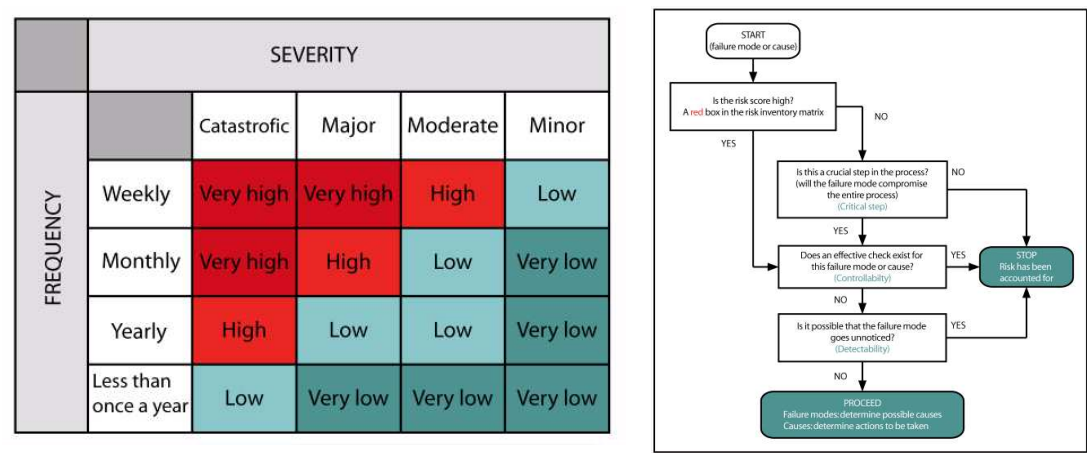 SEVERITY
FREQUENCY
Catastrofic Major Moderate Minor
Weekly Very high Very high High Low
Monthly Very high High Low Very low
Yearly High Low Low Very low
Less than
once a year Low Very low Very low Very low
START
(failure mode or cause)
Is the risk score high?
A red box in the risk inventory matrix
NO
YES
Is this a crucial step in the process?
(will the failure mode compromise
the entire process)
(Critical step)
NO
YES
Does an effective check exist for
this failure mode or cause?
(Controllabilty)
YES
NO
STOP
Risk has been
accounted for
Is it possible that the failure mode
goes unnoticed?
(Detectability)
YES
NO
PROCEED
Failure modes: determine possible causes
Causes: determine actions to be taken